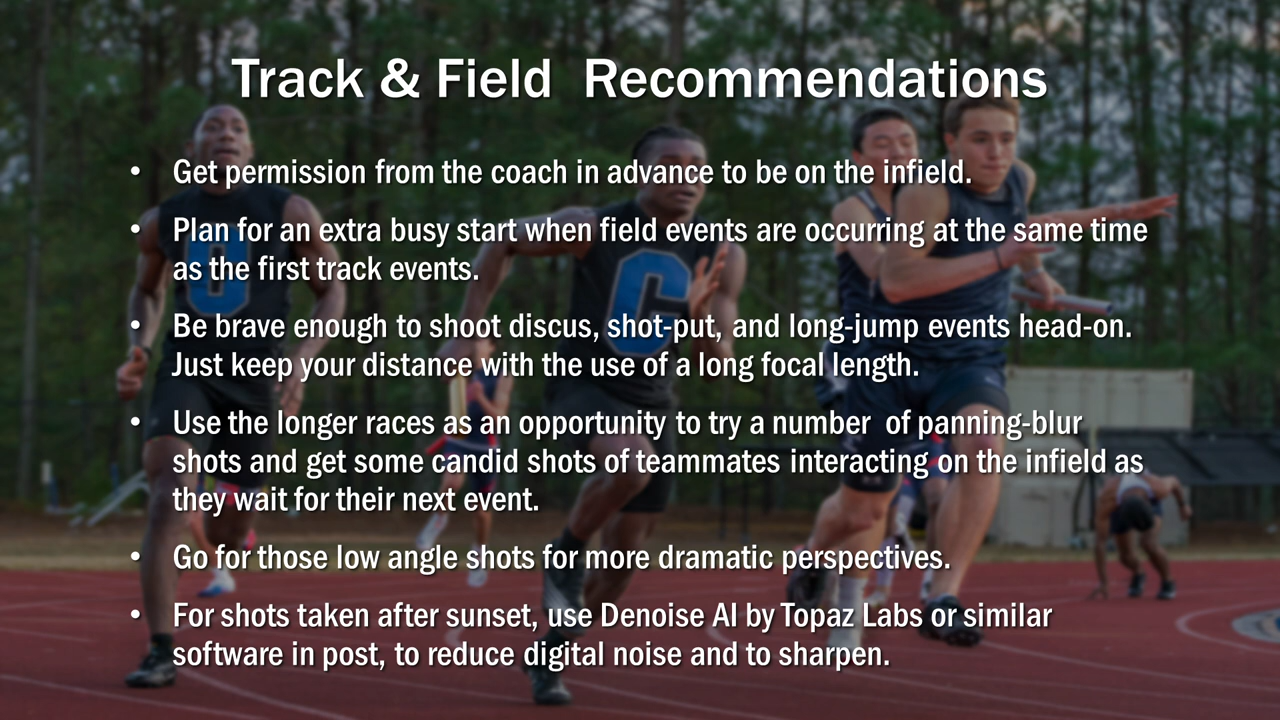 Track & Field  Recommendations
• Get permission from the coach in advance to be on the infield.
• Plan for an extra busy start when field events are occurring at the same time
as the first track events.
• Be brave enough to shoot discus, shot-put, and long-jump events head-on.
Just keep your distance with the use of a long focal length.
• Use the longer races as an opportunity to try a number  of panning-blur
shots and get some candid shots of teammates interacting on the infield as
they wait for their next event.
• Go for those low angle shots for more dramatic perspectives.
• For shots taken after sunset, use Denoise AI by Topaz Labs or similar
software in post, to reduce digital noise and to sharpen.
C